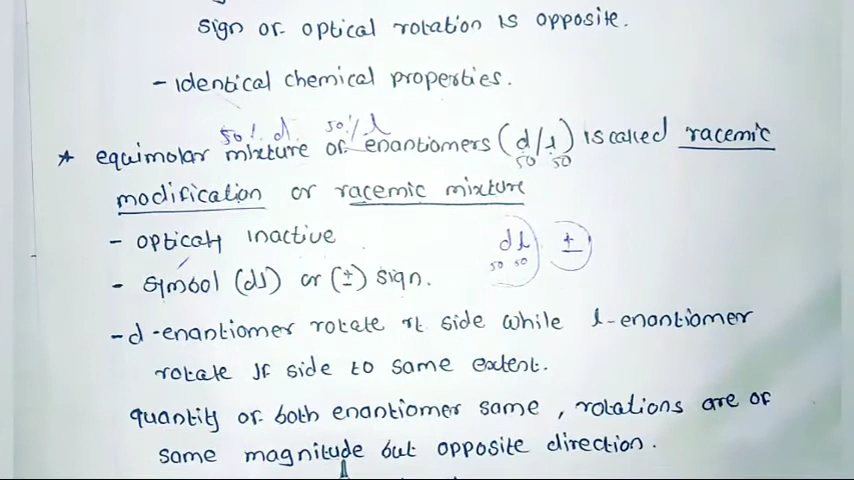 sign of optical rotation is opposite.
- identical chemical properties.
50% d 50% l
* equimolar mixture of enantiomers (d/l) is called racemic
50 50
modification or racemic mixture
- optically inactive
dl ±
50 50
- symbol (dl) or (±) sign.
- d-enantiomer rotate rt side while l-enantiomer
rotate lf side to same extent.
quantity of both enantiomer same, rotations are of
same magnitude but opposite direction.